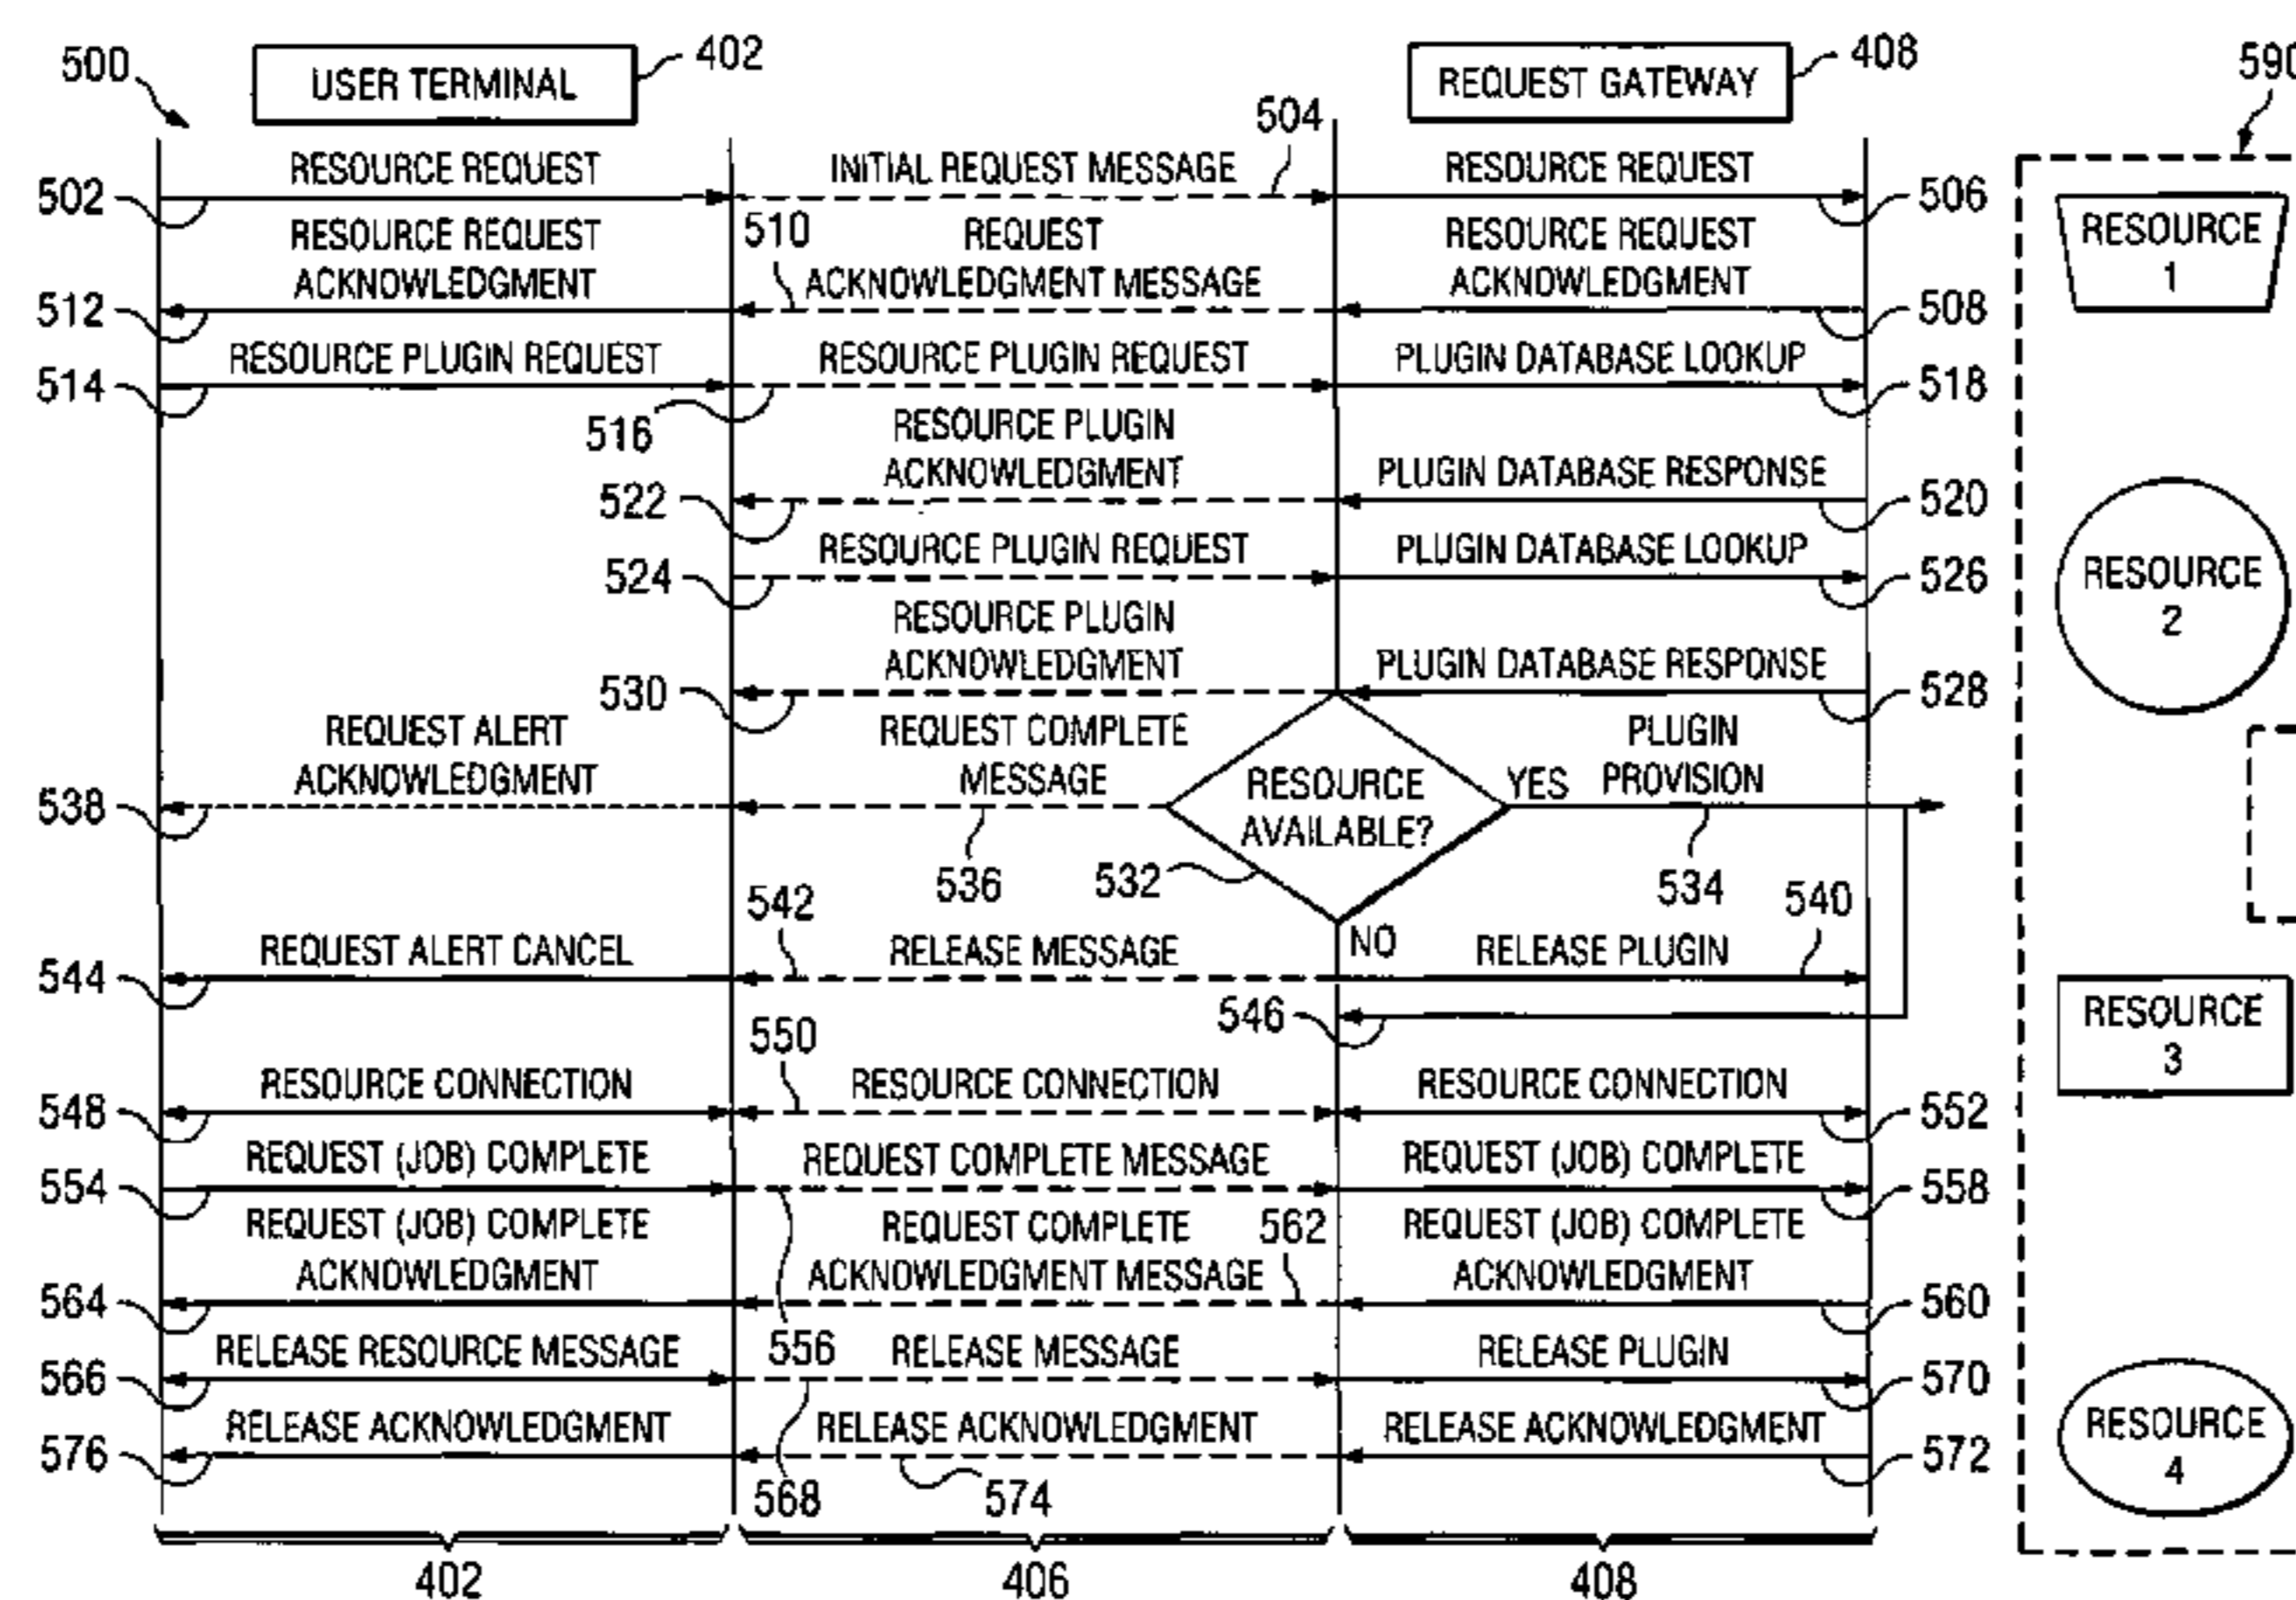 500
USER TERMINAL
402
504
REQUEST GATEWAY
408
590
RESOURCE REQUEST
INITIAL REQUEST MESSAGE
RESOURCE REQUEST
502
506
RESOURCE REQUEST
ACKNOWLEDGMENT
510
REQUEST
ACKNOWLEDGMENT MESSAGE
RESOURCE REQUEST
ACKNOWLEDGMENT
512
508
RESOURCE PLUGIN REQUEST
RESOURCE PLUGIN REQUEST
PLUGIN DATABASE LOOKUP
514
516
518
RESOURCE PLUGIN
ACKNOWLEDGMENT
PLUGIN DATABASE RESPONSE
522
520
RESOURCE PLUGIN REQUEST
PLUGIN DATABASE LOOKUP
524
526
RESOURCE PLUGIN
ACKNOWLEDGMENT
PLUGIN DATABASE RESPONSE
530
528
REQUEST ALERT
ACKNOWLEDGMENT
REQUEST COMPLETE
MESSAGE
RESOURCE
AVAILABLE?
YES
PLUGIN
PROVISION
538
536
532
534
540
542
NO
REQUEST ALERT CANCEL
RELEASE MESSAGE
RELEASE PLUGIN
544
546
550
RESOURCE CONNECTION
RESOURCE CONNECTION
RESOURCE CONNECTION
548
552
REQUEST (JOB) COMPLETE
REQUEST COMPLETE MESSAGE
REQUEST (JOB) COMPLETE
554
558
REQUEST (JOB) COMPLETE
ACKNOWLEDGMENT
REQUEST COMPLETE
ACKNOWLEDGMENT MESSAGE
562
REQUEST (JOB) COMPLETE
ACKNOWLEDGMENT
564
560
RELEASE RESOURCE MESSAGE
556
RELEASE MESSAGE
RELEASE PLUGIN
566
570
RELEASE ACKNOWLEDGMENT
RELEASE ACKNOWLEDGMENT
RELEASE ACKNOWLEDGMENT
576
568
574
572
402
406
408
RESOURCE
1
RESOURCE
2
RESOURCE
3
RESOURCE
4